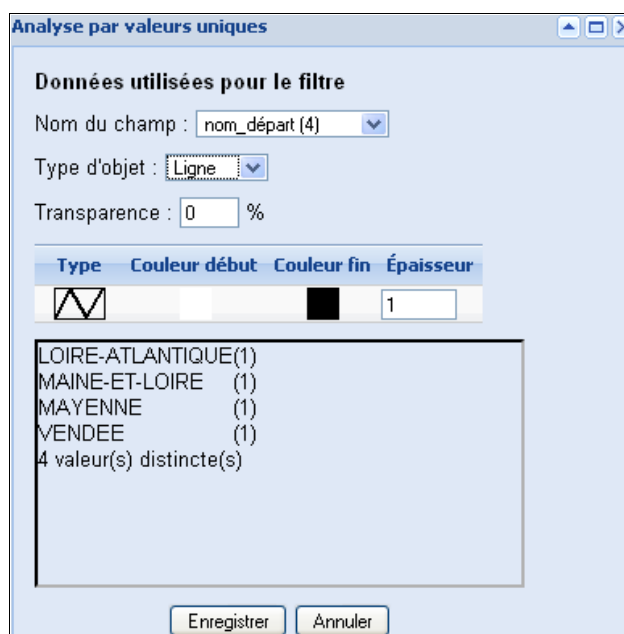 Analyse par valeurs uniques
Données utilisées pour le filtre
Nom du champ : nom_départ (4)
Type d'objet : Ligne
Transparence : 0 %
Type Couleur début Couleur fin Épaisseur
1
LOIRE-ATLANTIQUE(1)
MAINE-ET-LOIRE (1)
MAYENNE (1)
VENDEE (1)
4 valeur(s) distincte(s)
Enregistrer Annuler